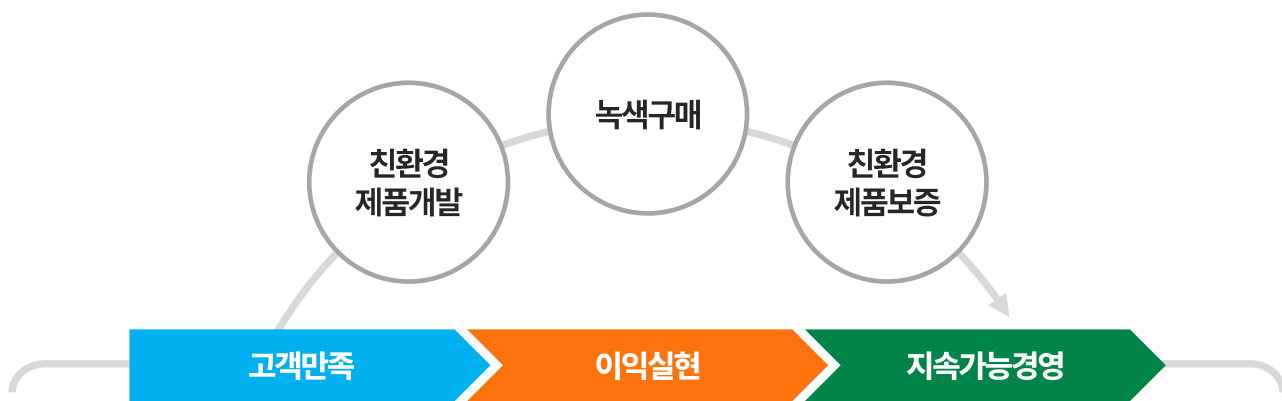 녹색구매
친환경
제품개발
친환경
제품보증
고객만족
이익실현
지속가능경영